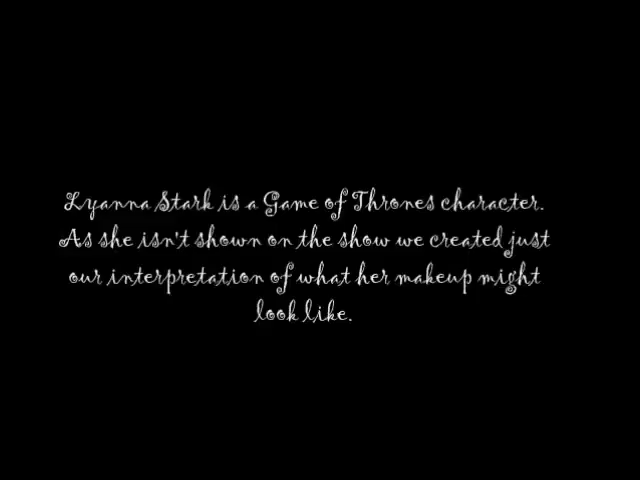 Lyanna Stark is a Game of Thrones character.
As she isn't shown on the show we created just
our interpretation of what her makeup might
look like.